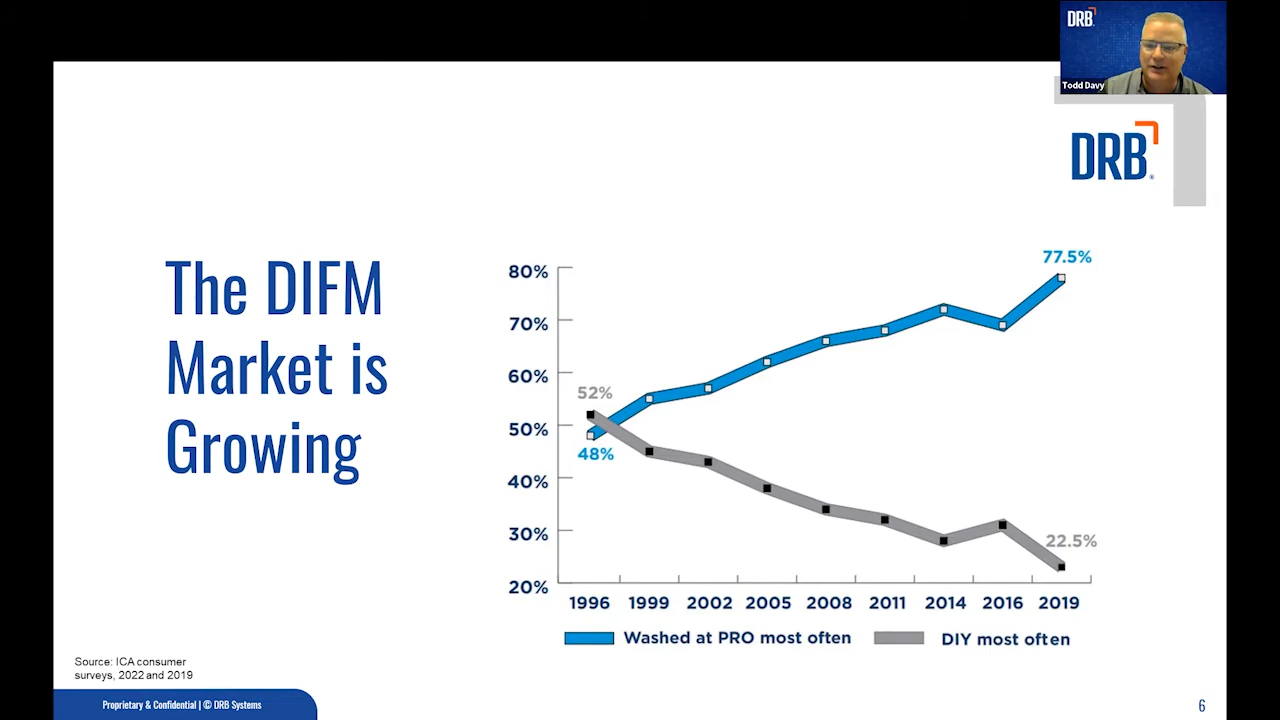 DRB
Todd Davy
DRB
The DIFM
Market is
Growing
80%
70%
60%
50%
40%
30%
20%
77.5%
52%
48%
22.5%
1996 1999 2002 2005 2008 2011 2014 2016 2019
Washed at PRO most often DIY most often
Source: ICA consumer
surveys, 2022 and 2019
Proprietary & Confidential | © DRB Systems
6